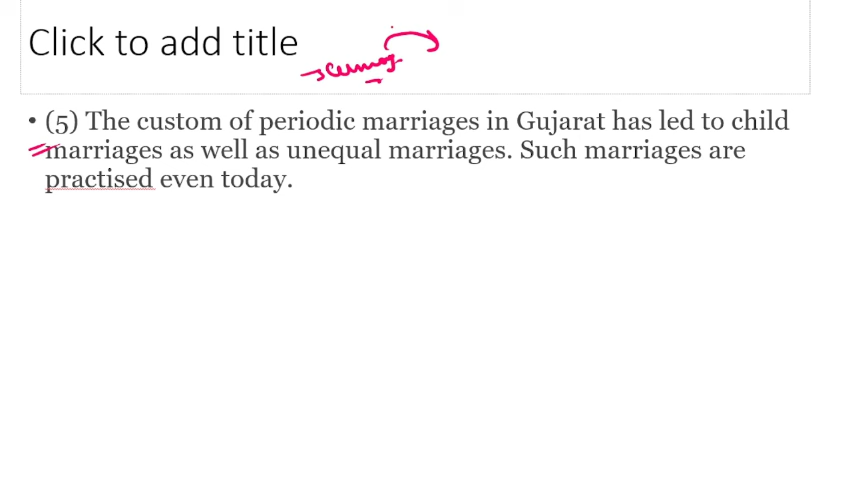 Click to add title
• (5) The custom of periodic marriages in Gujarat has led to child
marriages as well as unequal marriages. Such marriages are
practised even today.